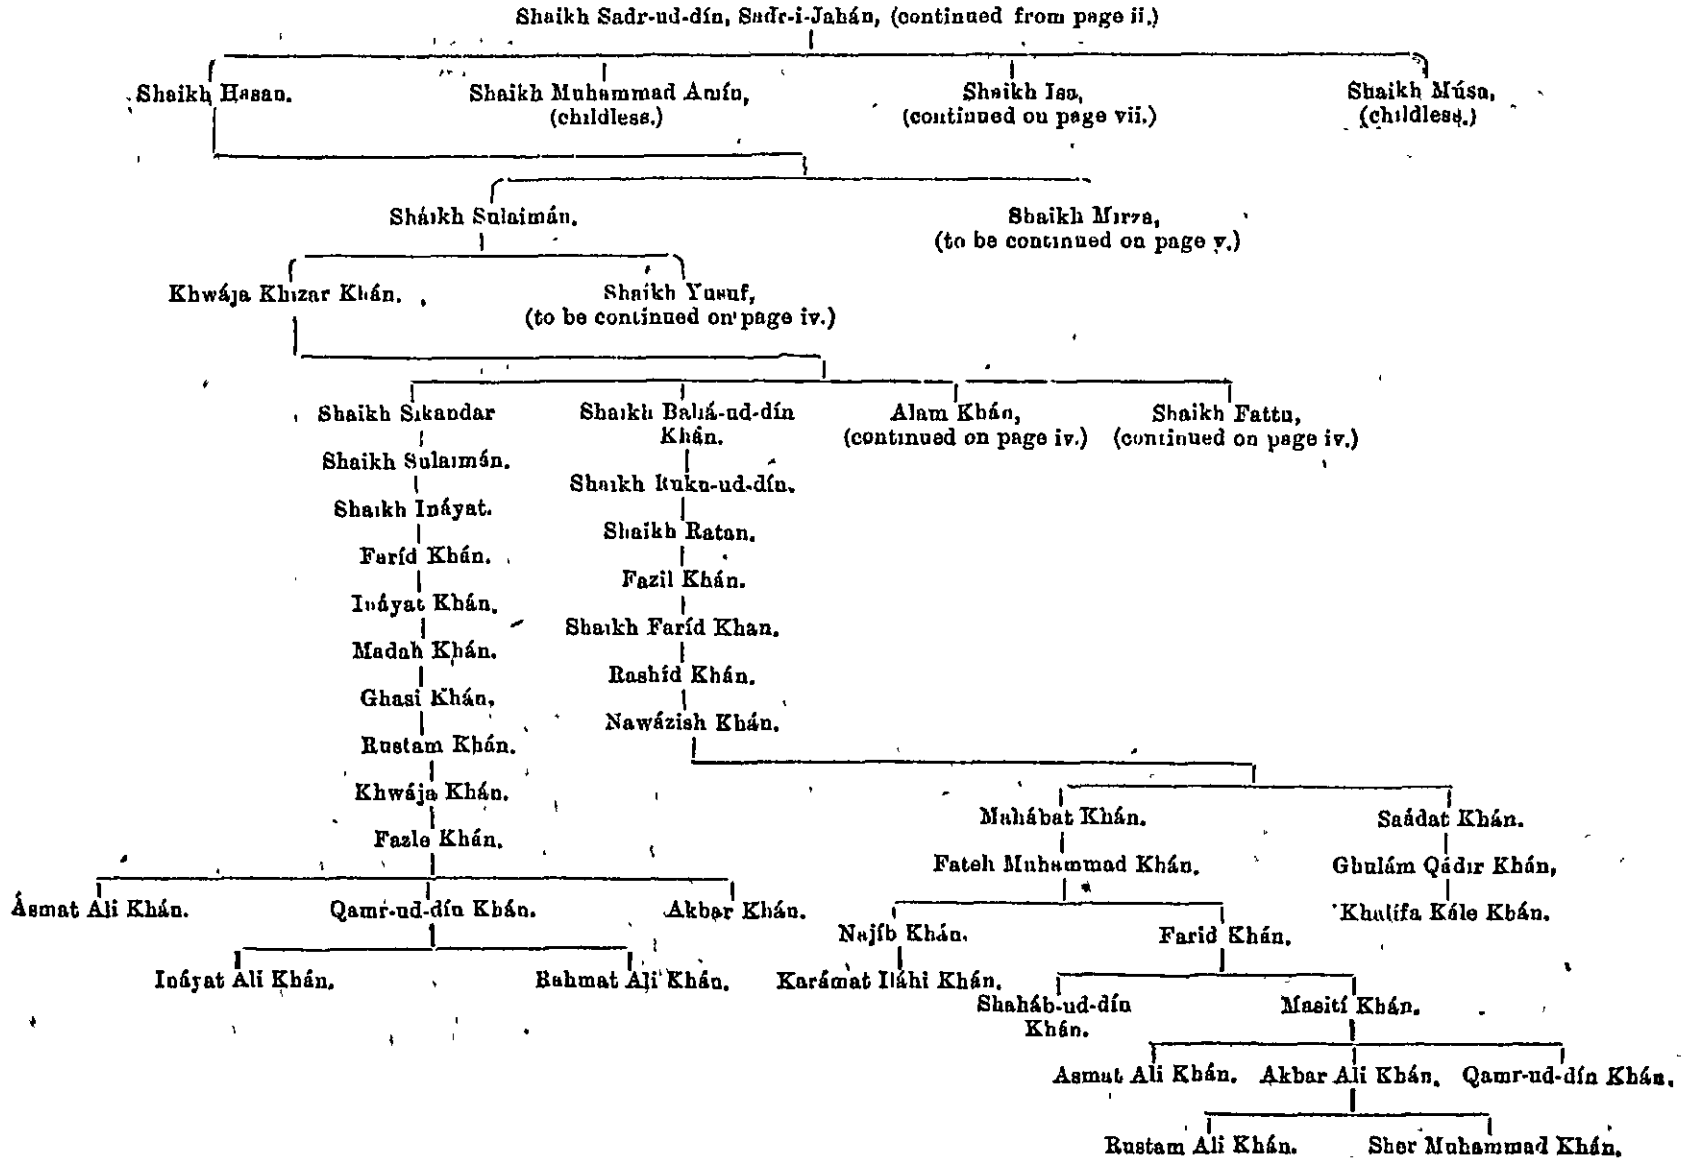 Shaikh Sadr-ud-dín, Sadr-i-Jahán, (continued from page ii.)
Shaikh Hasan.
Shaikh Muhammad Amín,
(childless.)
Shaikh Isa,
(continued on page vii.)
Shaikh Músa,
(childless.)
Shaikh Sulaimán.
Shaikh Mirza,
(to be continued on page v.)
Khwája Khizar Khán.
Shaikh Yusuf,
(to be continued on page iv.)
Shaikh Sikandar
Shaikh Bahá-ud-dín
Khán.
Alam Khán,
(continued on page iv.)
Shaikh Fattu,
(continued on page iv.)
Shaikh Sulaimán.
Shaikh Ináyat.
Faríd Khán.
Ináyat Khán.
Madah Khán.
Ghasi Khán.
Rustam Khán.
Khwája Khán.
Fazle Khán.
Shaikh Rukn-ud-dín.
Shaikh Ratan.
Fazil Khán.
Shaikh Faríd Khan.
Rashíd Khán.
Nawázish Khán.
Ásmat Ali Khán.
Qamr-ud-dín Khán.
Akbar Khán.
Ináyat Ali Khán.
Rahmat Ali Khán.
Mahábat Khán.
Saádat Khán.
Fateh Muhammad Khán.
Ghulám Qádir Khán,
Khalífa Kále Khán.
Najíb Khán.
Farid Khán.
Karámat Iláhi Khán.
Shaháb-ud-dín
Khán.
Masití Khán.
Asmat Ali Khán.
Akbar Ali Khán.
Qamr-ud-dín Khán.
Rustam Ali Khán.
Sher Muhammad Khán.